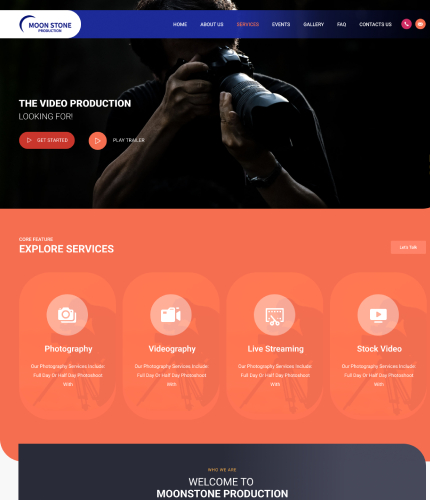 MOON STONE
PRODUCTION
HOME ABOUT US SERVICES EVENTS GALLERY FAQ CONTACTS US
THE VIDEO PRODUCTION
LOOKING FOR!
GET STARTED PLAY TRAILER
CORE FEATURE
EXPLORE SERVICES
Let's Talk
Photography
Our Photography Services Include
Full Day Or Half Day Photoshoot
With
Videography
Our Photography Services Include
Full Day Or Half Day Photoshoot
With
Live Streaming
Our Photography Services Include
Full Day Or Half Day Photoshoot
With
Stock Video
Our Photography Services Include
Full Day Or Half Day Photoshoot
With
WHO WE ARE
WELCOME TO
MOONSTONE PRODUCTION